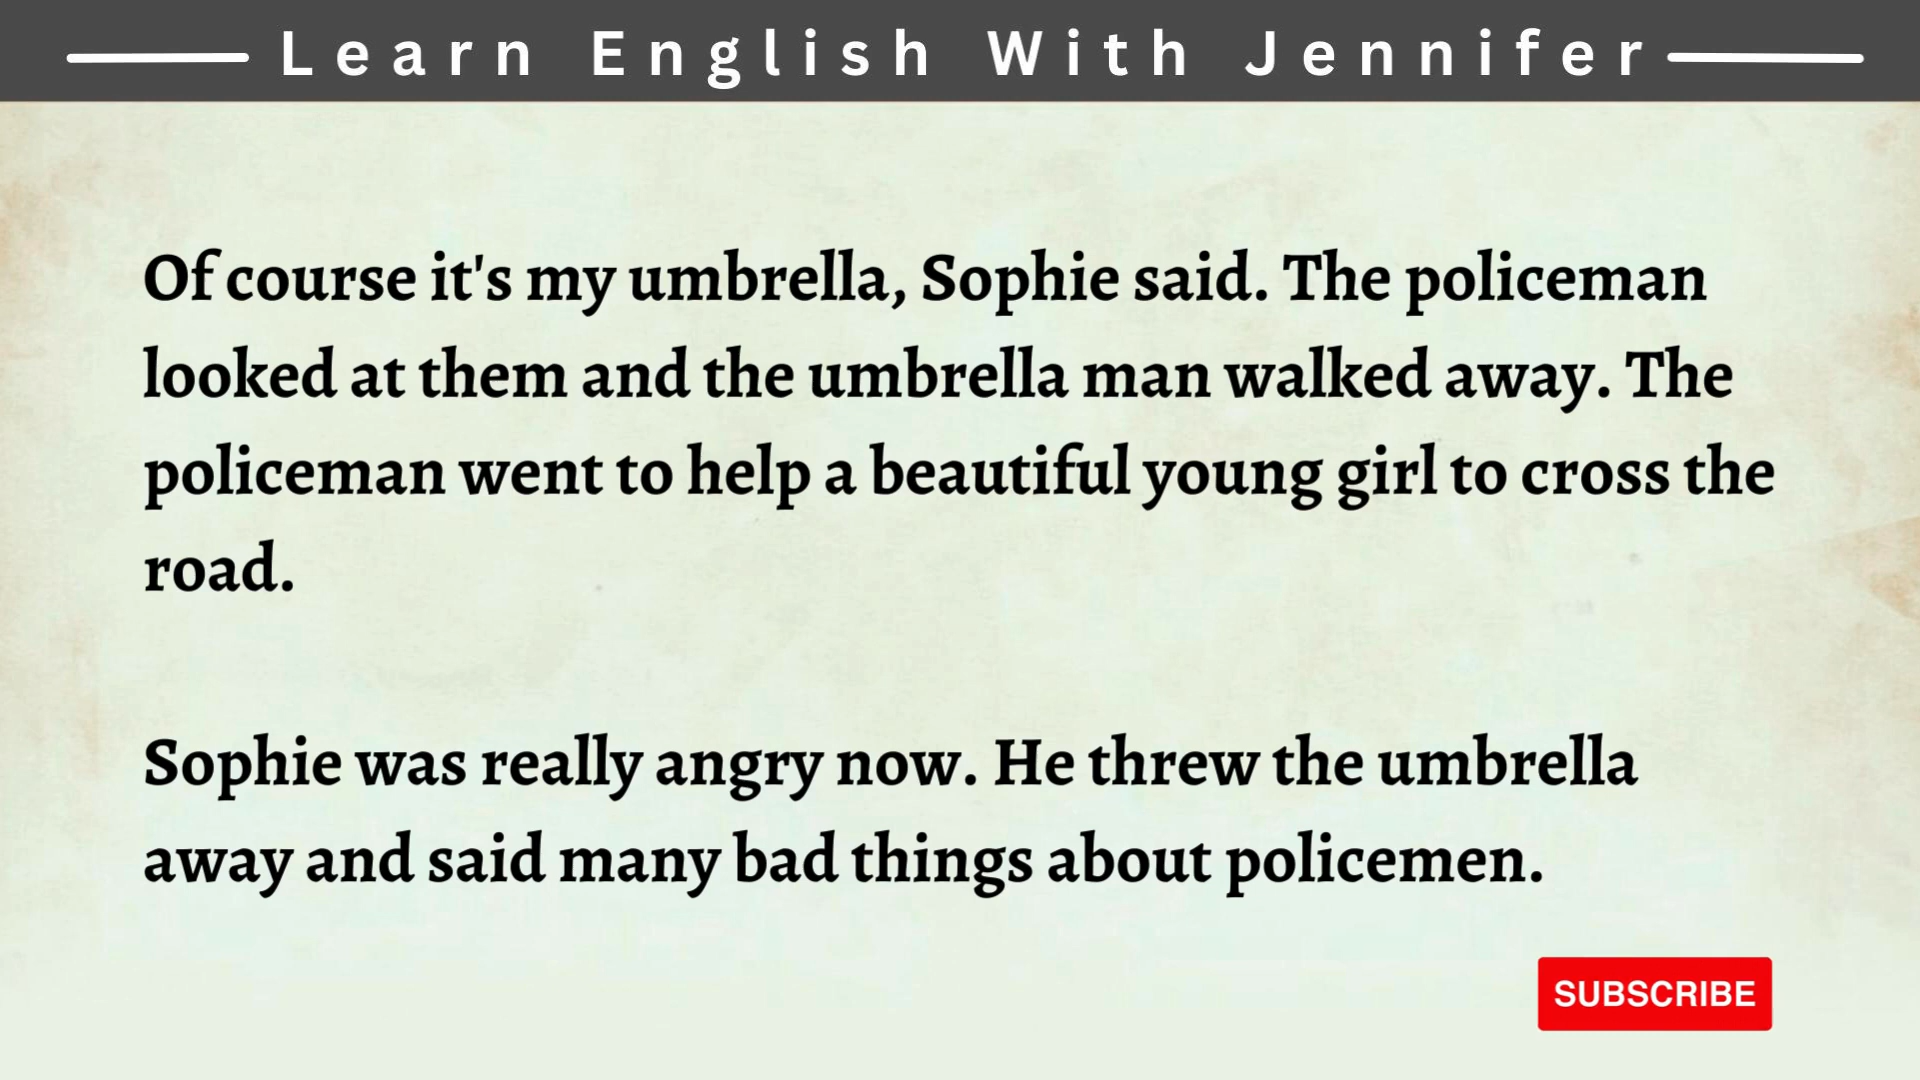 Learn English With Jennifer
Of course it's my umbrella, Sophie said. The policeman
looked at them and the umbrella man walked away. The
policeman went to help a beautiful young girl to cross the
road.
Sophie was really angry now. He threw the umbrella
away and said many bad things about policemen.
SUBSCRIBE